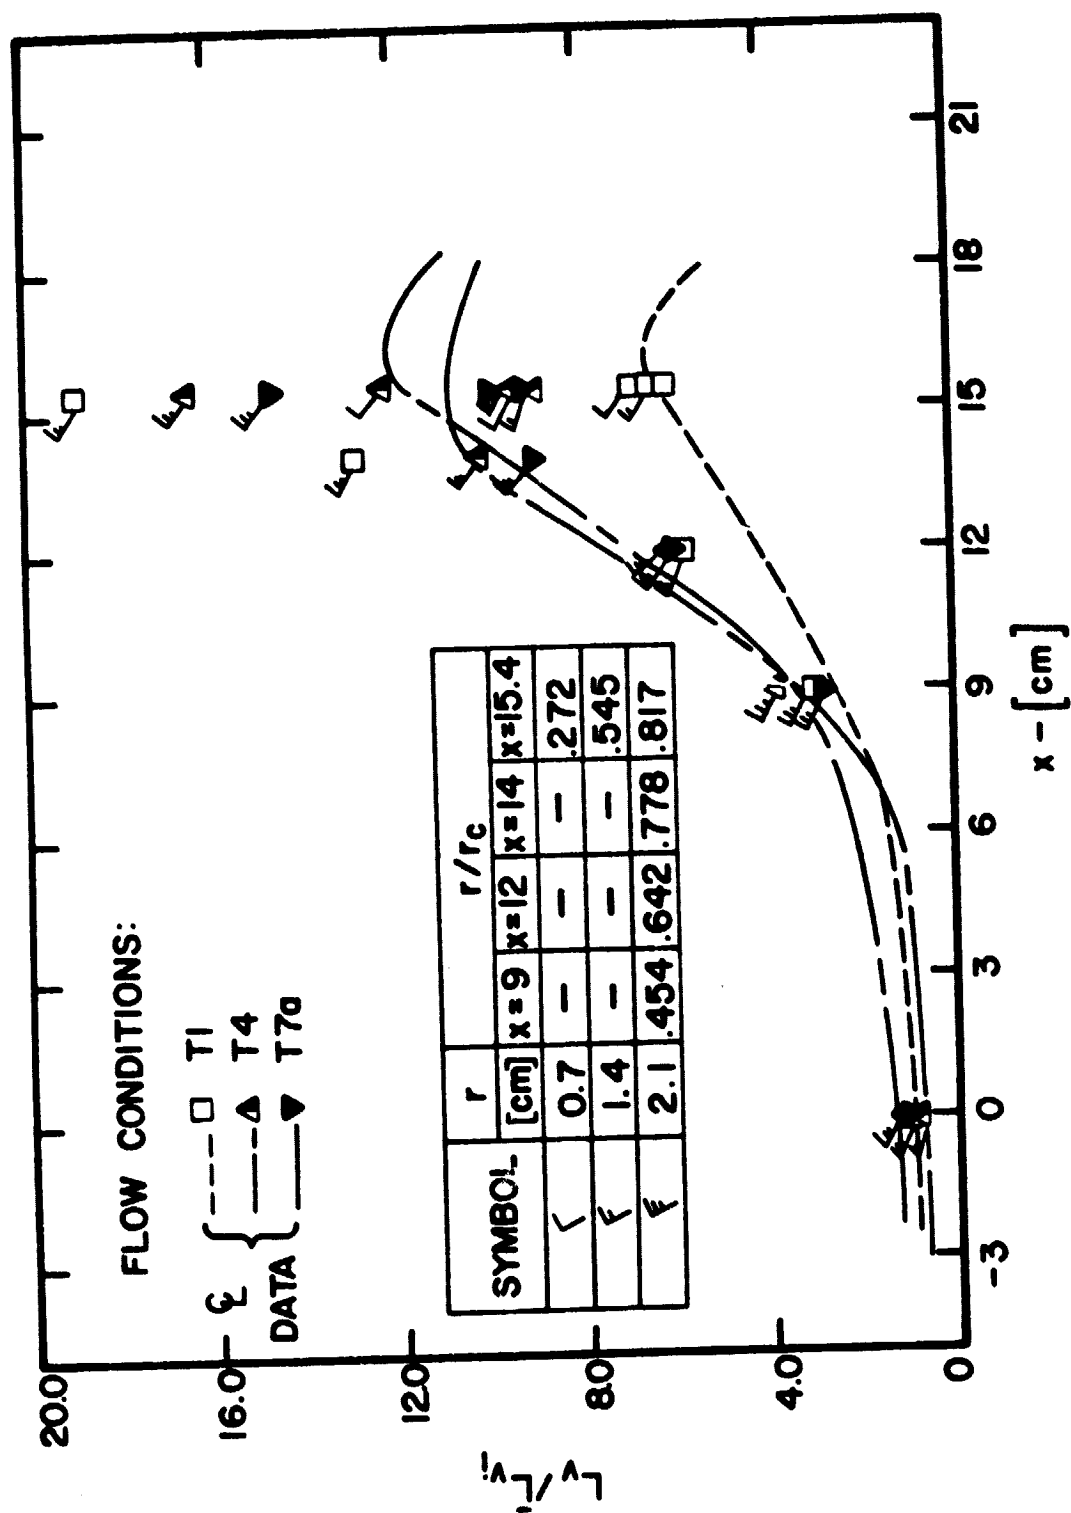 20.0
16.0
12.0
8.0
4.0
0
Lv/Lvi
FLOW CONDITIONS:
℄ DATA
T1
T4
T7a
SYMBOL r [cm] r/rc
x=9 x=12 x=14 x=15.4
0.7 – – – .272
1.4 – – – .545
2.1 .454 .642 .778 .817
-3 0 3 6 9 12 15 18 21
x – [cm]